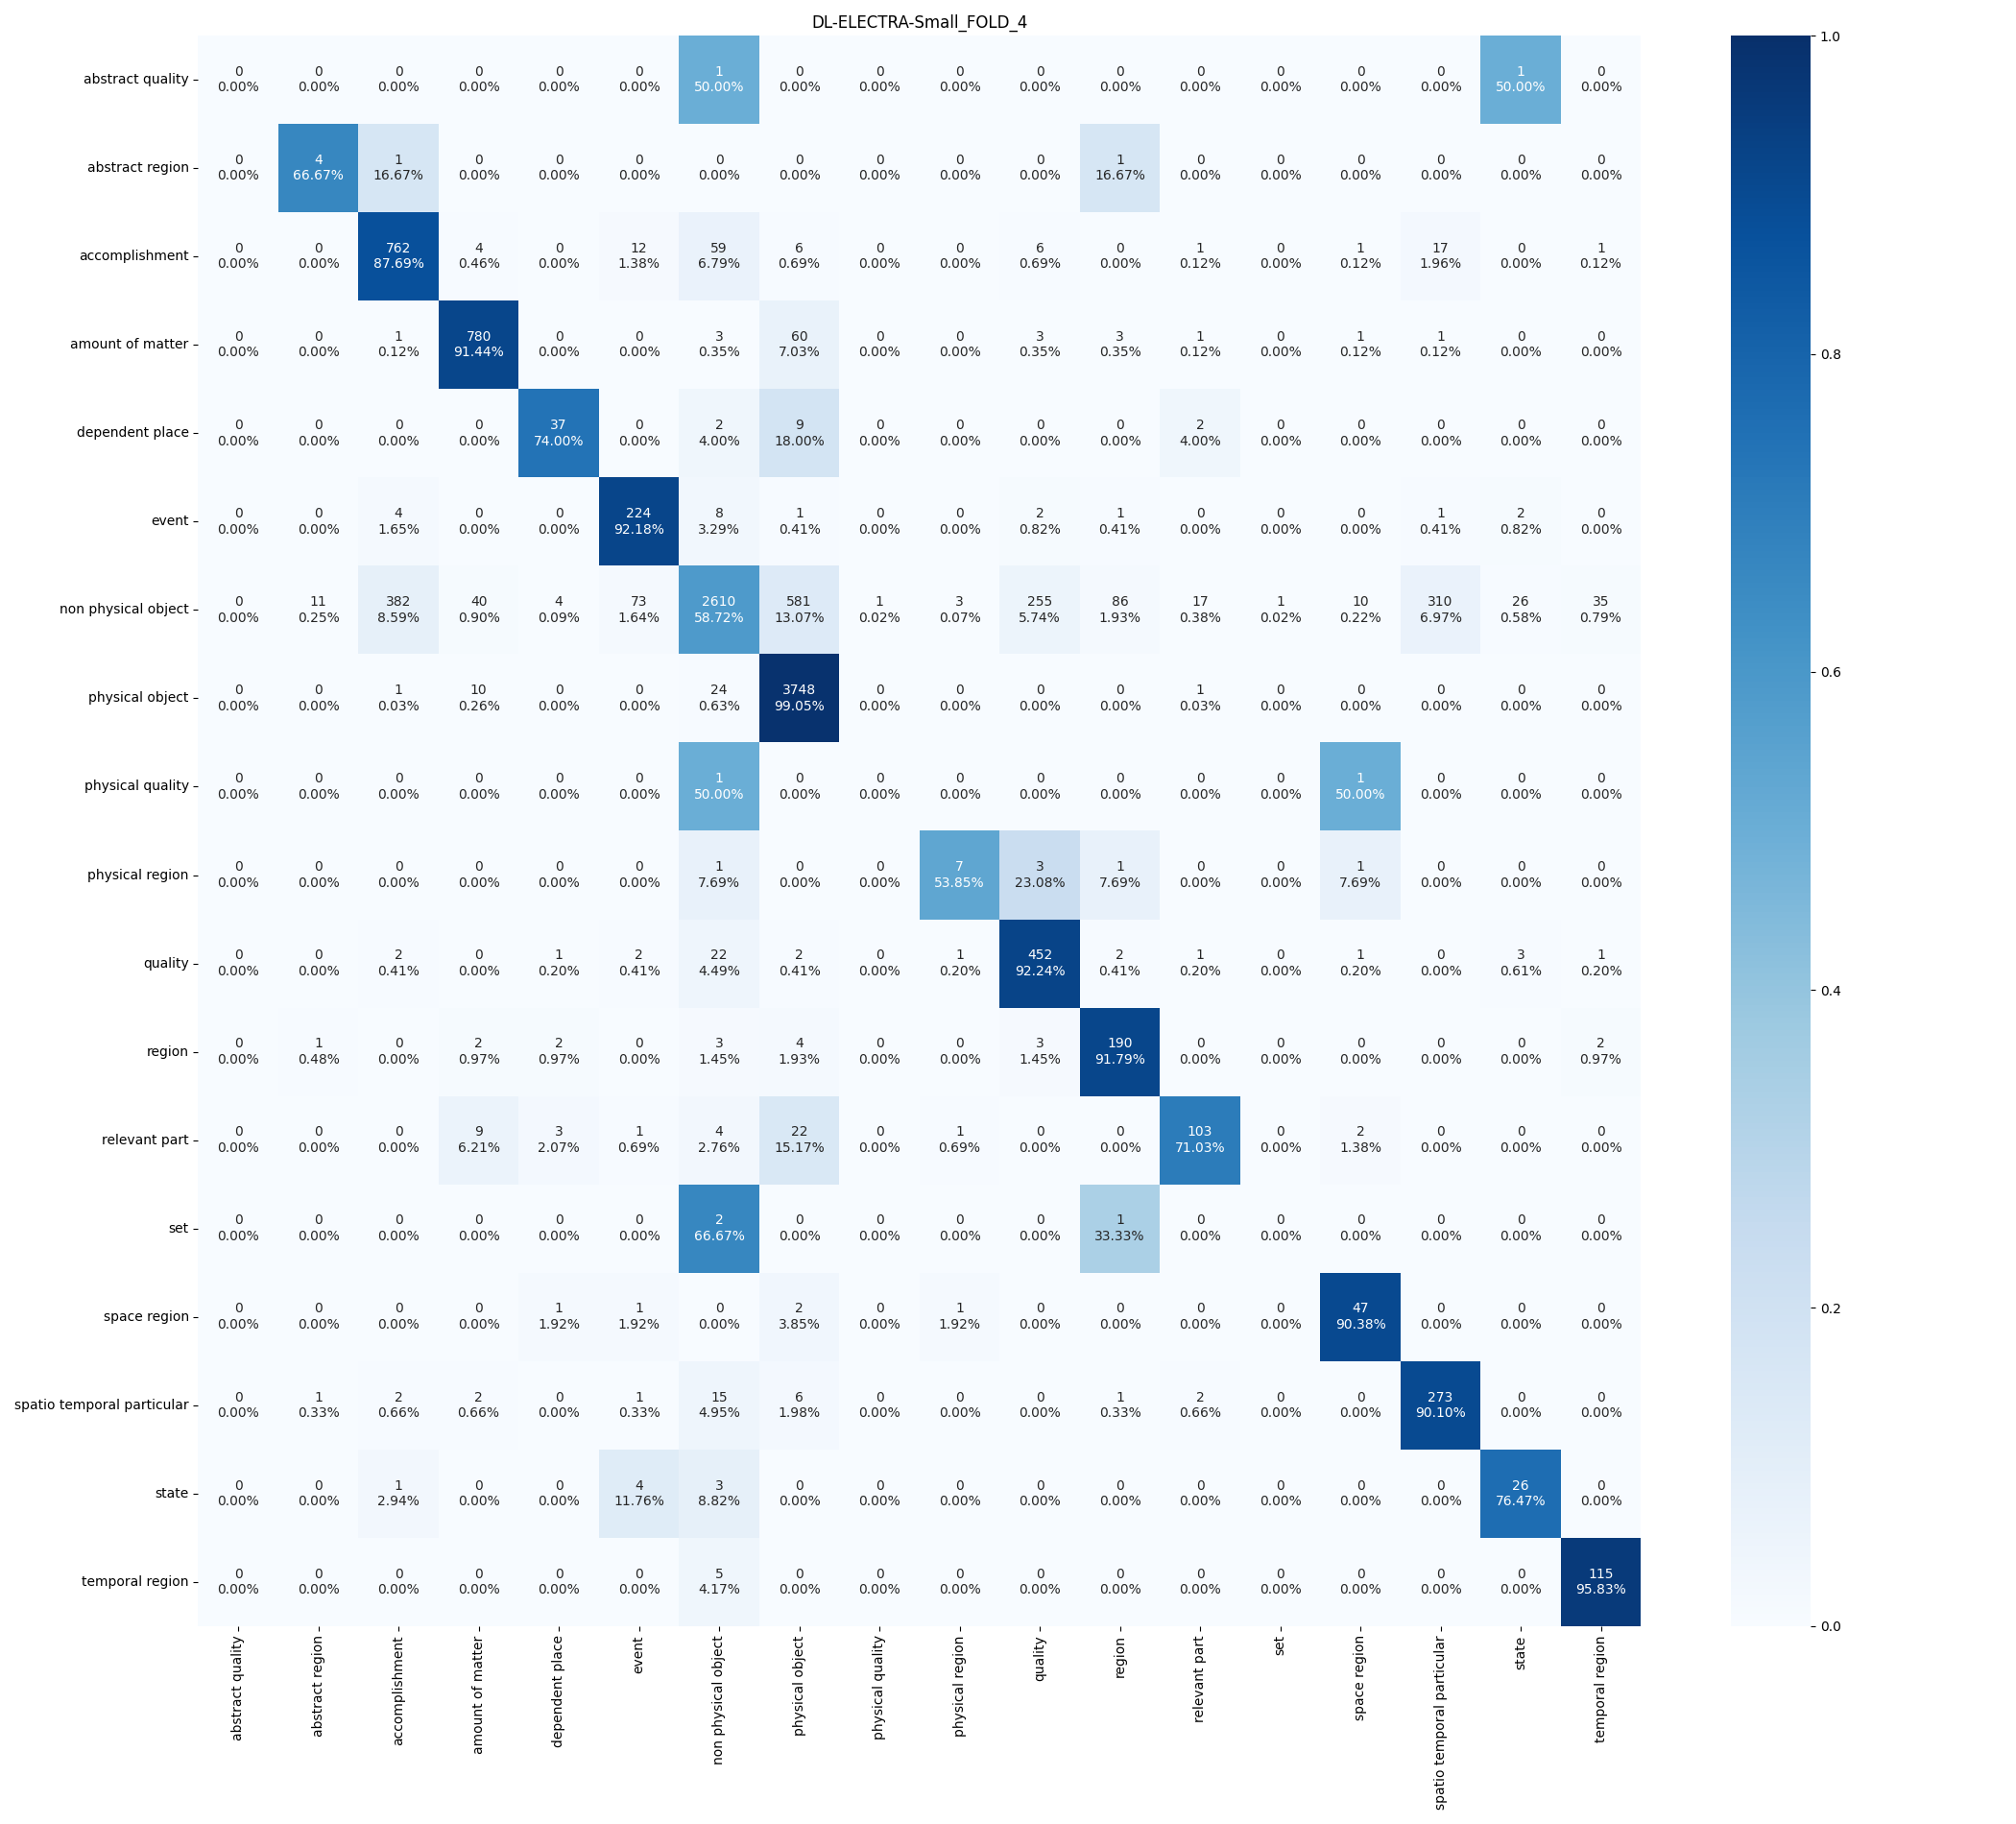 DL-ELECTRA-Small_FOLD_4
abstract quality
0 0 0 0 0 0 1 0 0 0 0 0 0 0 0 0 1 0
0.00% 0.00% 0.00% 0.00% 0.00% 0.00% 50.00% 0.00% 0.00% 0.00% 0.00% 0.00% 0.00% 0.00% 0.00% 0.00% 50.00% 0.00%
abstract region
0 4 1 0 0 0 0 0 0 0 0 1 0 0 0 0 0 0
0.00% 66.67% 16.67% 0.00% 0.00% 0.00% 0.00% 0.00% 0.00% 0.00% 0.00% 16.67% 0.00% 0.00% 0.00% 0.00% 0.00% 0.00%
accomplishment
0 0 762 4 0 12 59 6 0 0 6 0 1 0 1 17 0 1
0.00% 0.00% 87.69% 0.46% 0.00% 1.38% 6.79% 0.69% 0.00% 0.00% 0.69% 0.00% 0.12% 0.00% 0.12% 1.96% 0.00% 0.12%
amount of matter
0 0 1 780 0 0 3 60 0 0 3 3 1 0 1 1 0 0
0.00% 0.00% 0.12% 91.44% 0.00% 0.00% 0.35% 7.03% 0.00% 0.00% 0.35% 0.35% 0.12% 0.00% 0.12% 0.12% 0.00% 0.00%
dependent place
0 0 0 0 37 0 2 9 0 0 0 0 2 0 0 0 0 0
0.00% 0.00% 0.00% 0.00% 74.00% 0.00% 4.00% 18.00% 0.00% 0.00% 0.00% 0.00% 4.00% 0.00% 0.00% 0.00% 0.00% 0.00%
event
0 0 4 0 0 224 8 1 0 0 2 1 0 0 0 1 2 0
0.00% 0.00% 1.65% 0.00% 0.00% 92.18% 3.29% 0.41% 0.00% 0.00% 0.82% 0.41% 0.00% 0.00% 0.00% 0.41% 0.82% 0.00%
non physical object
0 11 382 40 4 73 2610 581 1 3 255 86 17 1 10 310 26 35
0.00% 0.25% 8.59% 0.90% 0.09% 1.64% 58.72% 13.07% 0.02% 0.07% 5.74% 1.93% 0.38% 0.02% 0.22% 6.97% 0.58% 0.79%
physical object
0 0 1 10 0 0 24 3748 0 0 0 0 1 0 0 0 0 0
0.00% 0.00% 0.03% 0.26% 0.00% 0.00% 0.63% 99.05% 0.00% 0.00% 0.00% 0.00% 0.03% 0.00% 0.00% 0.00% 0.00% 0.00%
physical quality
0 0 0 0 0 0 1 0 0 0 0 0 0 0 1 0 0 0
0.00% 0.00% 0.00% 0.00% 0.00% 0.00% 50.00% 0.00% 0.00% 0.00% 0.00% 0.00% 0.00% 0.00% 50.00% 0.00% 0.00% 0.00%
physical region
0 0 0 0 0 0 1 0 0 7 3 1 0 0 1 0 0 0
0.00% 0.00% 0.00% 0.00% 0.00% 0.00% 7.69% 0.00% 0.00% 53.85% 23.08% 7.69% 0.00% 0.00% 7.69% 0.00% 0.00% 0.00%
quality
0 0 2 0 1 2 22 2 0 1 452 2 1 0 1 0 3 1
0.00% 0.00% 0.41% 0.00% 0.20% 0.41% 4.49% 0.41% 0.00% 0.20% 92.24% 0.41% 0.20% 0.00% 0.20% 0.00% 0.61% 0.20%
region
0 1 0 2 2 0 3 4 0 0 3 190 0 0 0 0 0 2
0.00% 0.48% 0.00% 0.97% 0.97% 0.00% 1.45% 1.93% 0.00% 0.00% 1.45% 91.79% 0.00% 0.00% 0.00% 0.00% 0.00% 0.97%
relevant part
0 0 0 9 3 1 4 22 0 1 0 0 103 0 2 0 0 0
0.00% 0.00% 0.00% 6.21% 2.07% 0.69% 2.76% 15.17% 0.00% 0.69% 0.00% 0.00% 71.03% 0.00% 1.38% 0.00% 0.00% 0.00%
set
0 0 0 0 0 0 2 0 0 0 0 1 0 0 0 0 0 0
0.00% 0.00% 0.00% 0.00% 0.00% 0.00% 66.67% 0.00% 0.00% 0.00% 0.00% 33.33% 0.00% 0.00% 0.00% 0.00% 0.00% 0.00%
space region
0 0 0 0 1 1 0 2 0 1 0 0 0 0 47 0 0 0
0.00% 0.00% 0.00% 0.00% 1.92% 1.92% 0.00% 3.85% 0.00% 1.92% 0.00% 0.00% 0.00% 0.00% 90.38% 0.00% 0.00% 0.00%
spatio temporal particular
0 1 2 2 0 1 15 6 0 0 0 1 2 0 0 273 0 0
0.00% 0.33% 0.66% 0.66% 0.00% 0.33% 4.95% 1.98% 0.00% 0.00% 0.00% 0.33% 0.66% 0.00% 0.00% 90.10% 0.00% 0.00%
state
0 0 1 0 0 4 3 0 0 0 0 0 0 0 0 0 26 0
0.00% 0.00% 2.94% 0.00% 0.00% 11.76% 8.82% 0.00% 0.00% 0.00% 0.00% 0.00% 0.00% 0.00% 0.00% 0.00% 76.47% 0.00%
temporal region
0 0 0 0 0 0 5 0 0 0 0 0 0 0 0 0 0 115
0.00% 0.00% 0.00% 0.00% 0.00% 0.00% 4.17% 0.00% 0.00% 0.00% 0.00% 0.00% 0.00% 0.00% 0.00% 0.00% 0.00% 95.83%
abstract quality
abstract region
accomplishment
amount of matter
dependent place
event
non physical object
physical object
physical quality
physical region
quality
region
relevant part
set
space region
spatio temporal particular
state
temporal region
1.0
0.8
0.6
0.4
0.2
0.0